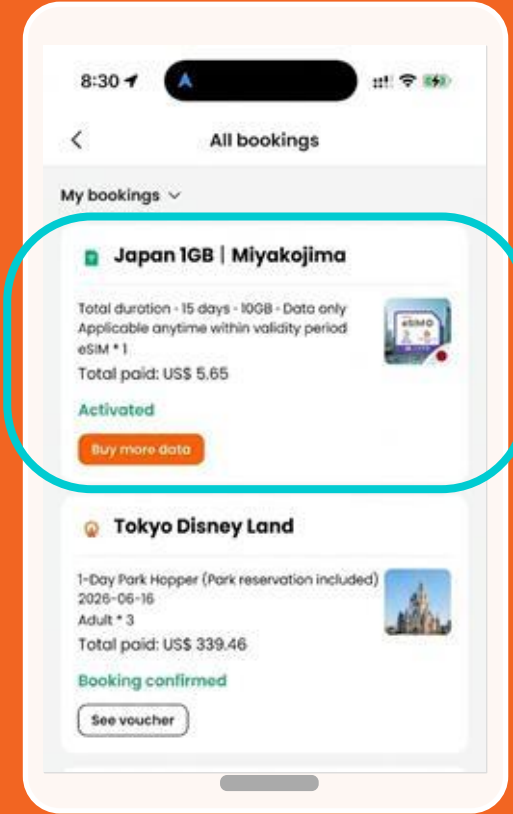 8:30
All bookings
My bookings
Japan 1GB | Miyakojima
Total duration - 15 days - 10GB - Data only
Applicable anytime within validity period
eSIM * 1
Total paid: US$ 5.65
eSIM
Activated
Buy more data
Tokyo Disney Land
1-Day Park Hopper (Park reservation included)
2026-06-16
Adult * 3
Total paid: US$ 339.46
Booking confirmed
See voucher